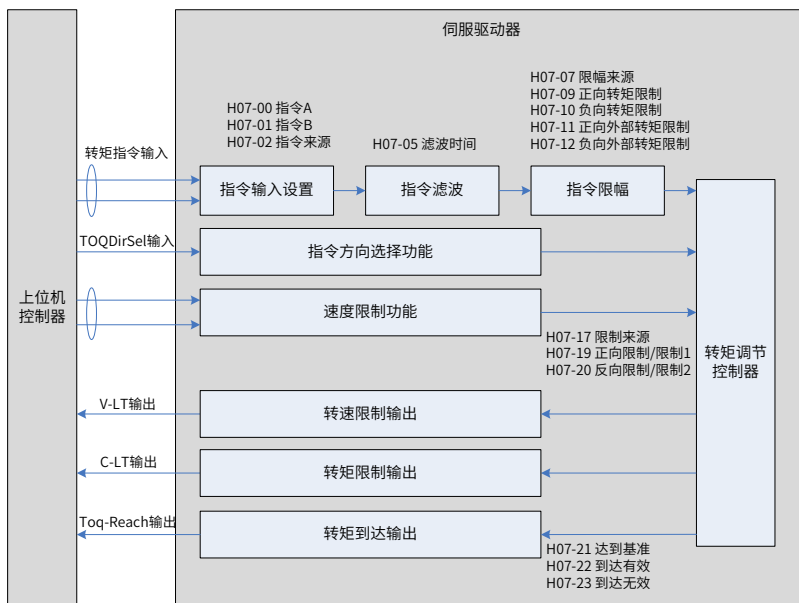 伺服驱动器
H07-07 限幅来源
H07-09 正向转矩限制
H07-10 负向转矩限制
H07-11 正向外部转矩限制
H07-12 负向外部转矩限制
H07-00 指令A
H07-01 指令B
H07-02 指令来源
H07-05 滤波时间
转矩指令输入
指令输入设置
指令滤波
指令限幅
TOQDirSel输入
指令方向选择功能
上位机
控制器
速度限制功能
H07-17 限制来源
H07-19 正向限制/限制1
H07-20 反向限制/限制2
转矩调节
控制器
V-LT输出
转速限制输出
C-LT输出
转矩限制输出
Toq-Reach输出
转矩到达输出
H07-21 达到基准
H07-22 到达有效
H07-23 到达无效